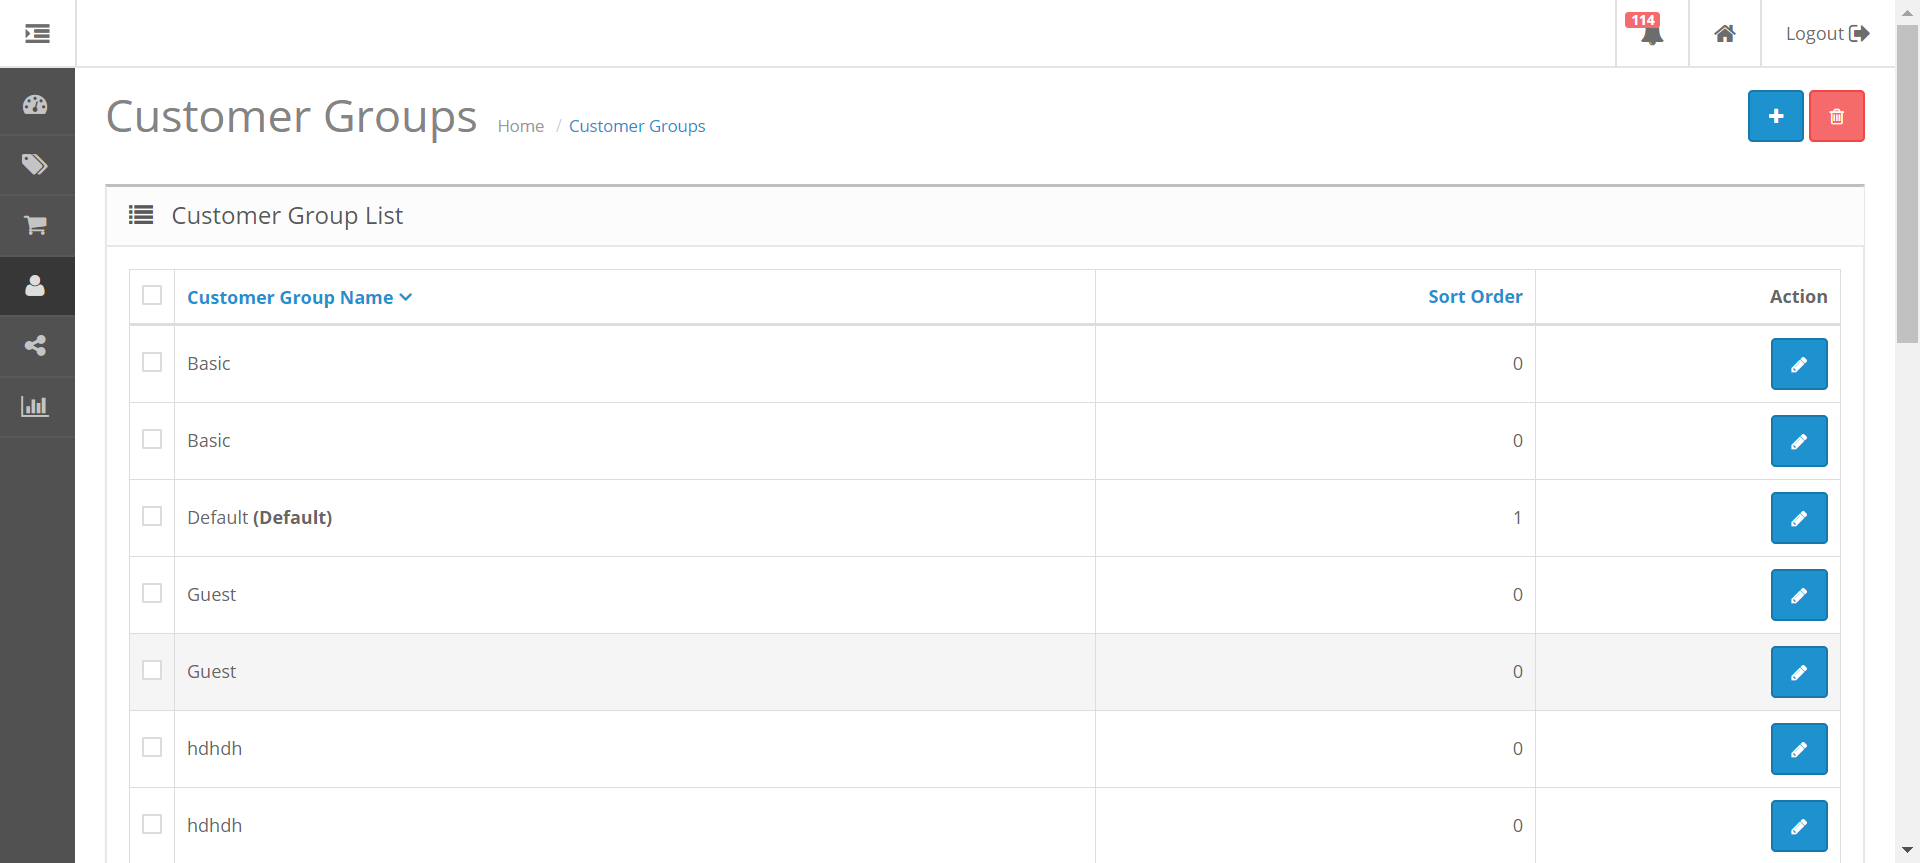 114
Logout
Customer Groups
Home / Customer Groups
Customer Group List
Customer Group Name Sort Order Action
Basic 0
Basic 0
Default (Default) 1
Guest 0
Guest 0
hdhdh 0
hdhdh 0